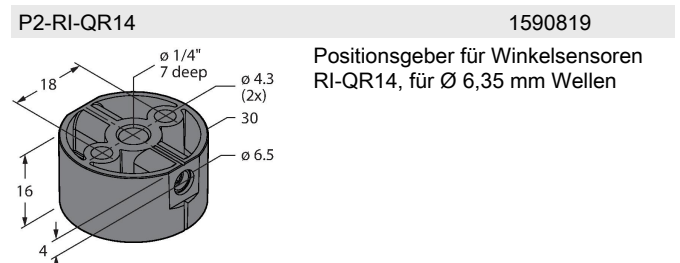 P2-RI-QR14 1590819
ø 1/4"
7 deep
18
ø 4.3
(2x)
30
ø 6.5
16
4
Positionsgeber für Winkelsensoren
RI-QR14, für Ø 6,35 mm Wellen